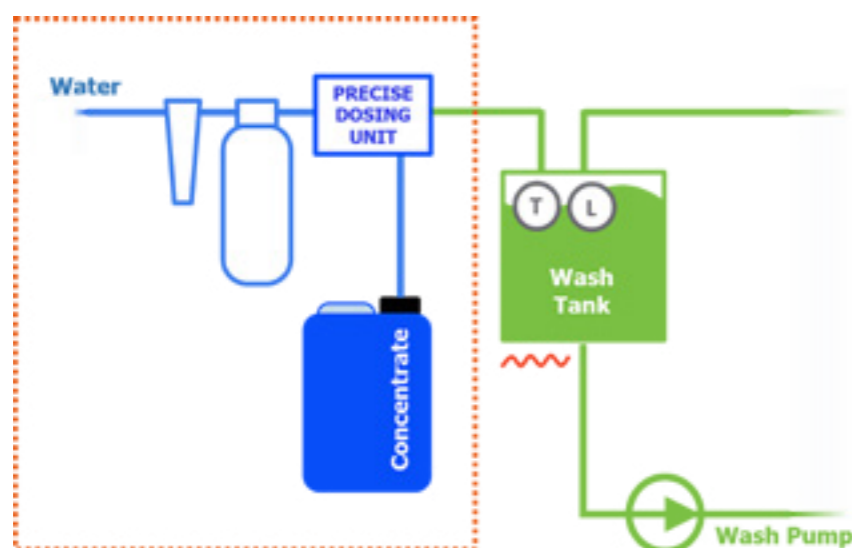 Water
PRECISE
DOSING
UNIT
T
L
Wash
Tank
Concentrate
Wash Pump